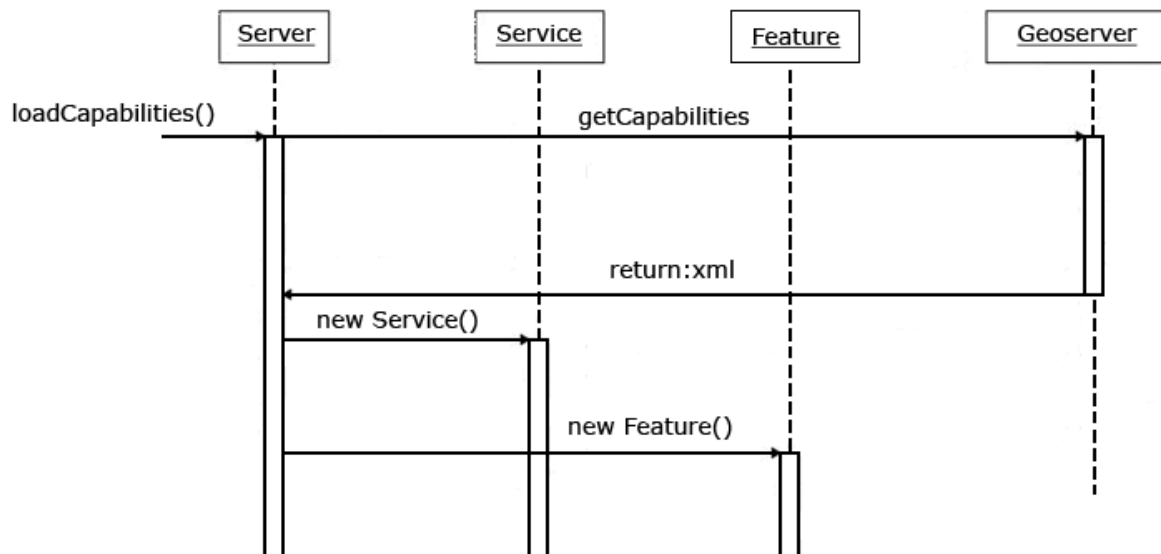 Server
Service
Feature
Geoserver
loadCapabilities()
getCapabilities
return:xml
new Service()
new Feature()